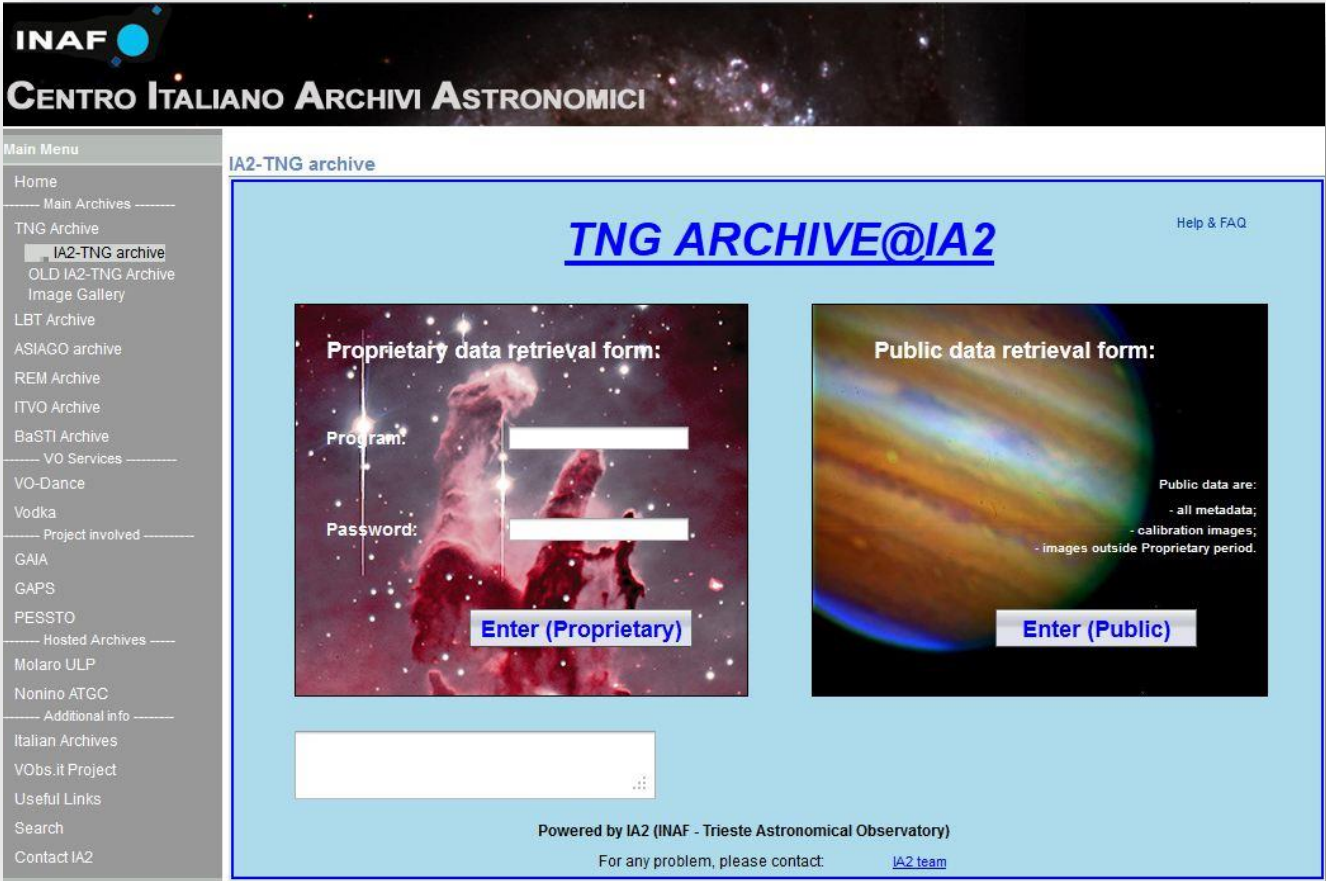 INAF
CENTRO ITALIANO ARCHIVI ASTRONOMICI
Main Menu
Home
------- Main Archives --------
TNG Archive
IA2-TNG archive
OLD IA2-TNG Archive
Image Gallery
LBT Archive
ASIAGO archive
REM Archive
ITVO Archive
BaSTI Archive
------- VO Services ----------
VO-Dance
Vodka
------- Project involved ----------
GAIA
GAPS
PESSTO
------- Hosted Archives -----
Molaro ULP
Nonino ATGC
------- Additional info --------
Italian Archives
VObs.it Project
Useful Links
Search
Contact IA2
IA2-TNG archive
TNG ARCHIVE@IA2
Help & FAQ
Proprietary data retrieval form:
Program:
Password:
Enter (Proprietary)
Public data retrieval form:
Public data are:
- all metadata;
- calibration images;
- images outside Proprietary period.
Enter (Public)
Powered by IA2 (INAF - Trieste Astronomical Observatory)
For any problem, please contact: IA2 team